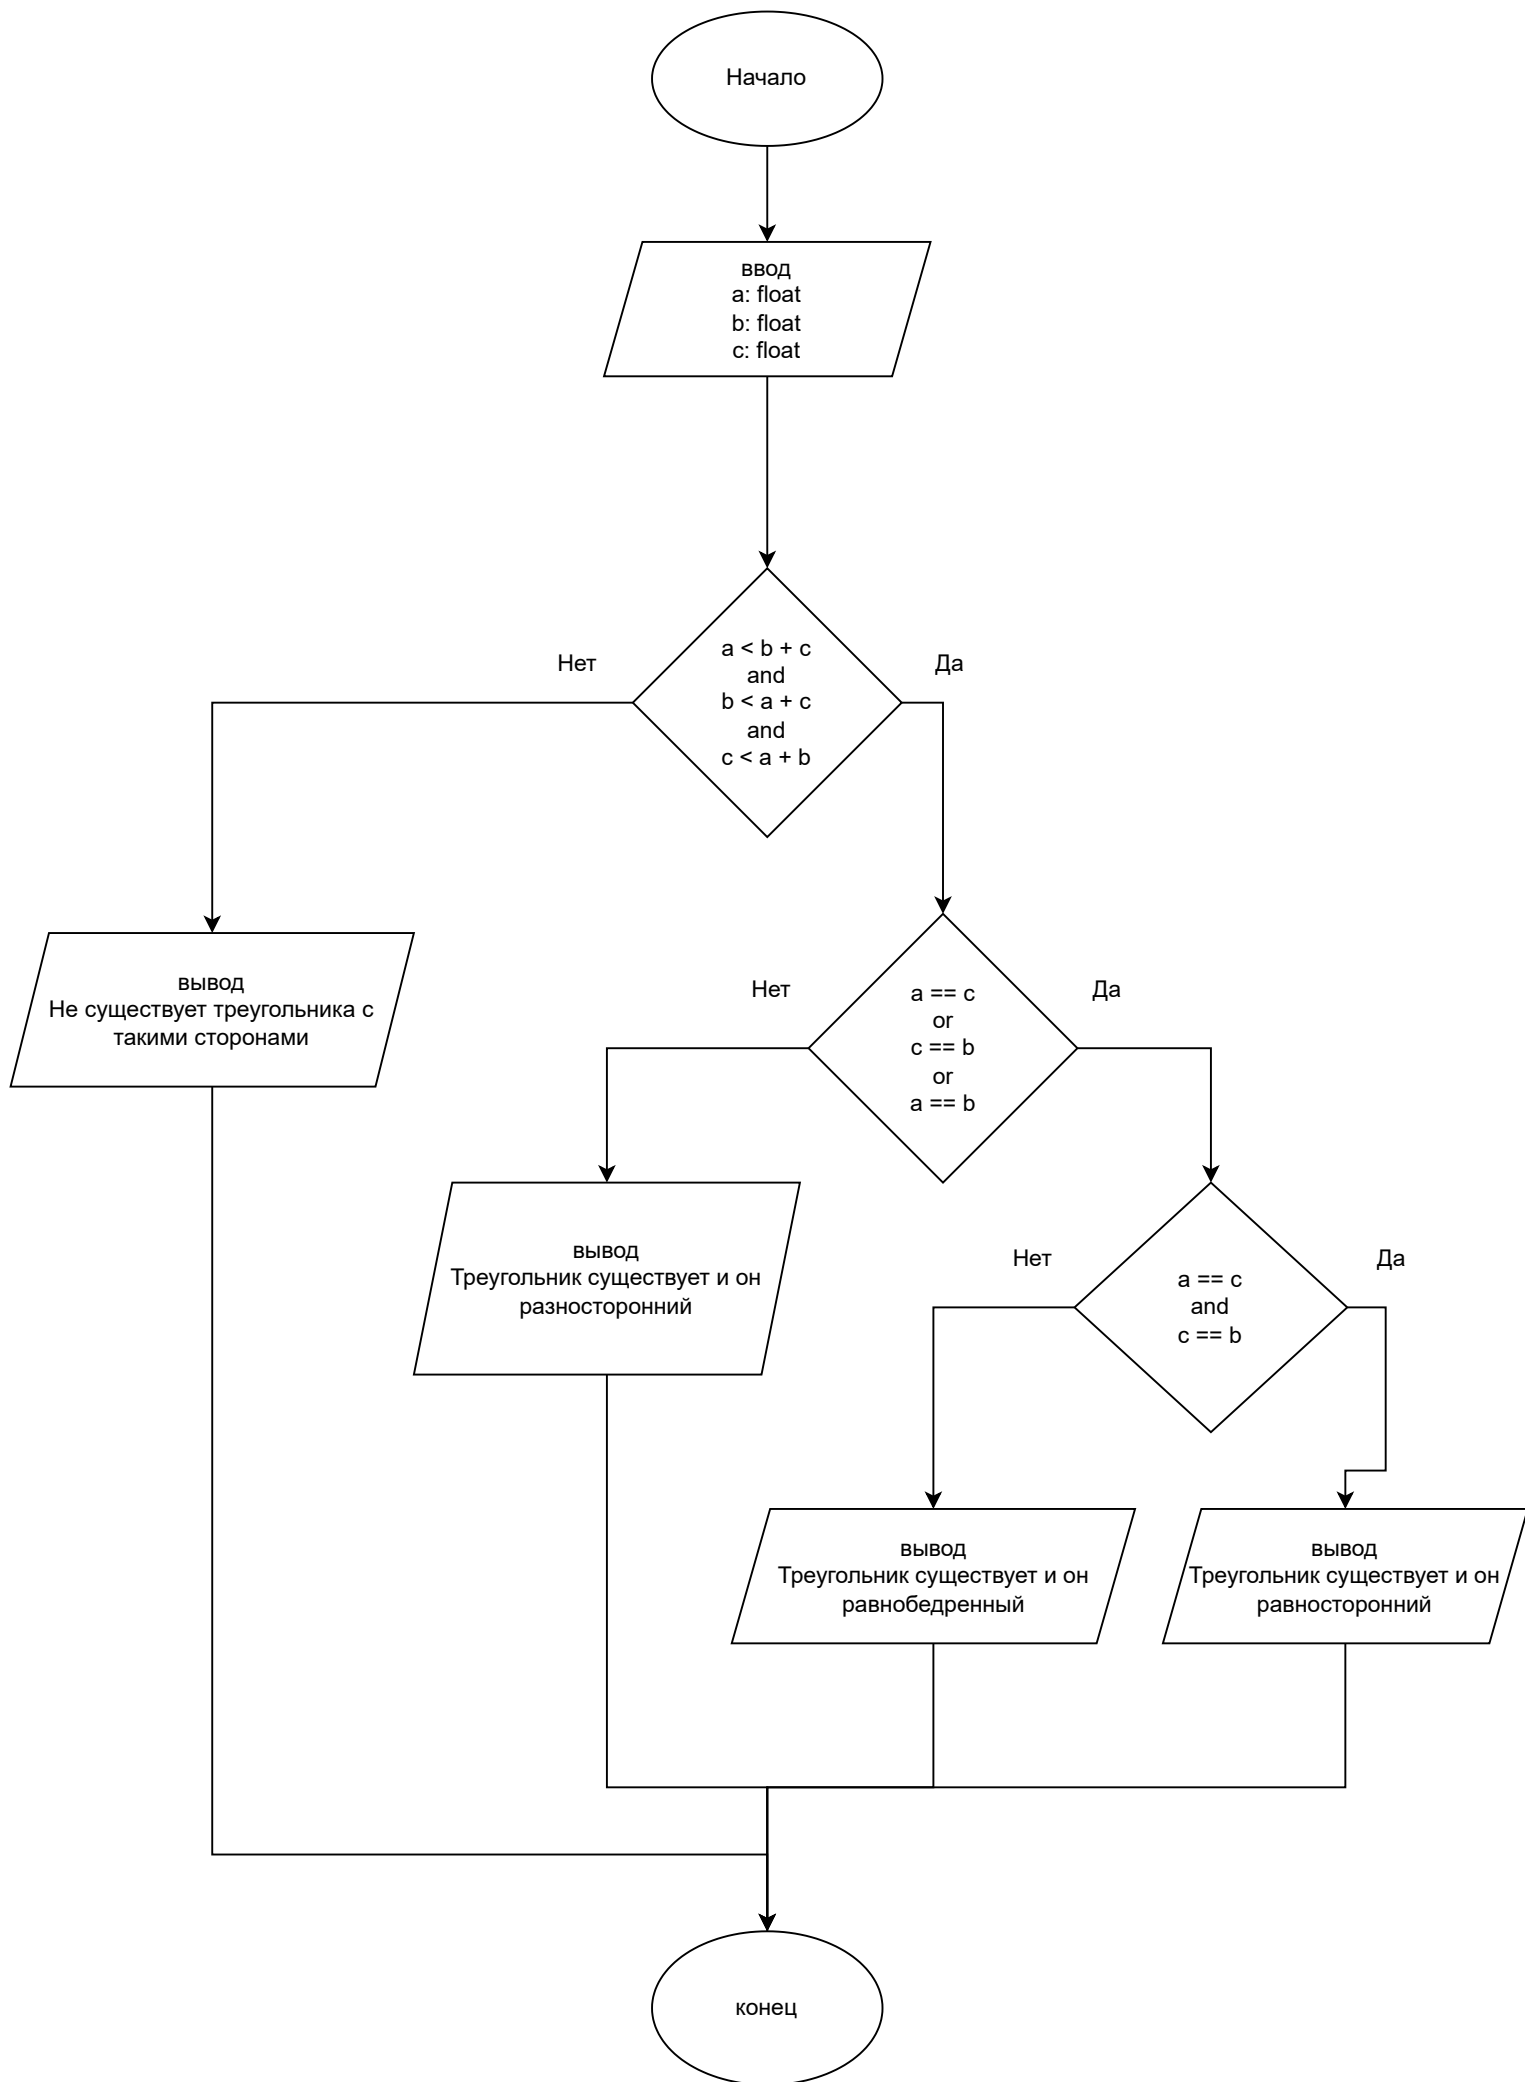 Начало
ввод
a: float
b: float
c: float
a < b + c
and
b < a + c
and
c < a + b
Нет
Да
вывод
Не существует треугольника с
такими сторонами
a == c
or
c == b
or
a == b
Нет
Да
вывод
Треугольник существует и он
разносторонний
a == c
and
c == b
Нет
Да
вывод
Треугольник существует и он
равнобедренный
вывод
Треугольник существует и он
равносторонний
конец